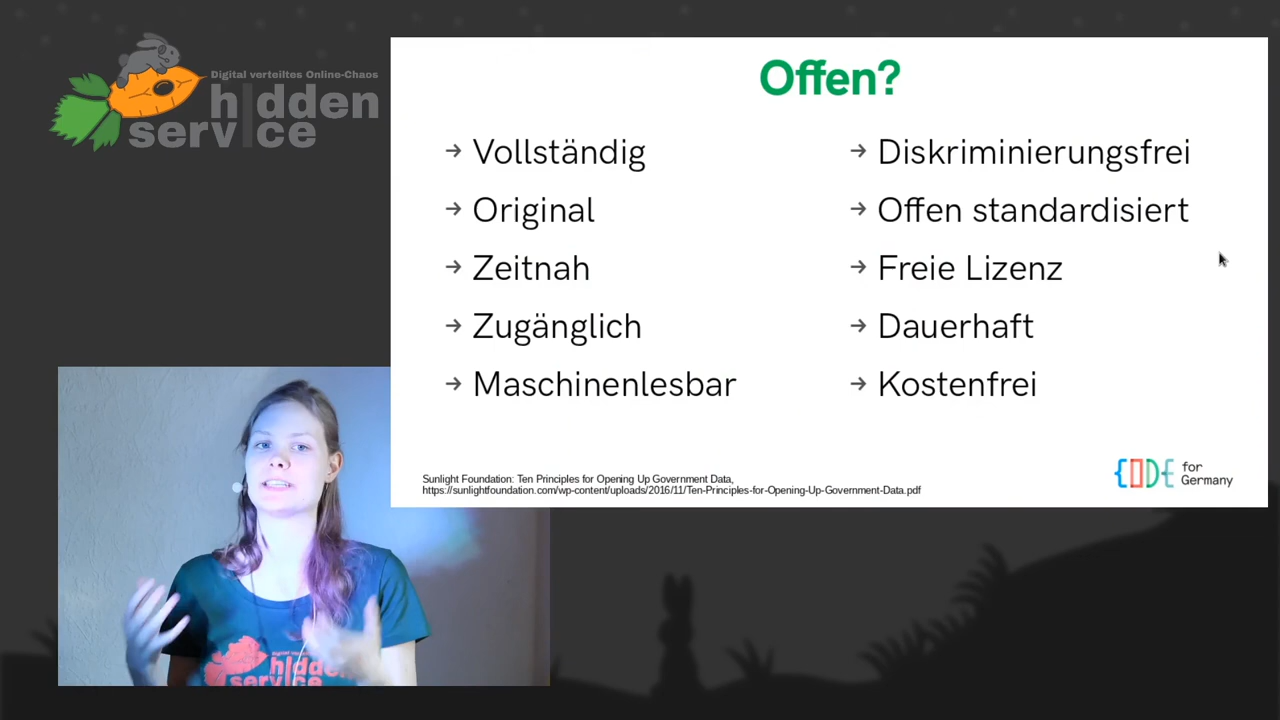 Digital verteiltes Online-Chaos
hidden
service
Offen?
→ Vollständig
→ Original
→ Zeitnah
→ Zugänglich
→ Maschinenlesbar
→ Diskriminierungsfrei
→ Offen standardisiert
→ Freie Lizenz
→ Dauerhaft
→ Kostenfrei
Sunlight Foundation: Ten Principles for Opening Up Government Data,
https://sunlightfoundation.com/wp-content/uploads/2016/11/Ten-Principles-for-Opening-Up-Government-Data.pdf
{CODE
for
Germany
hidde
service